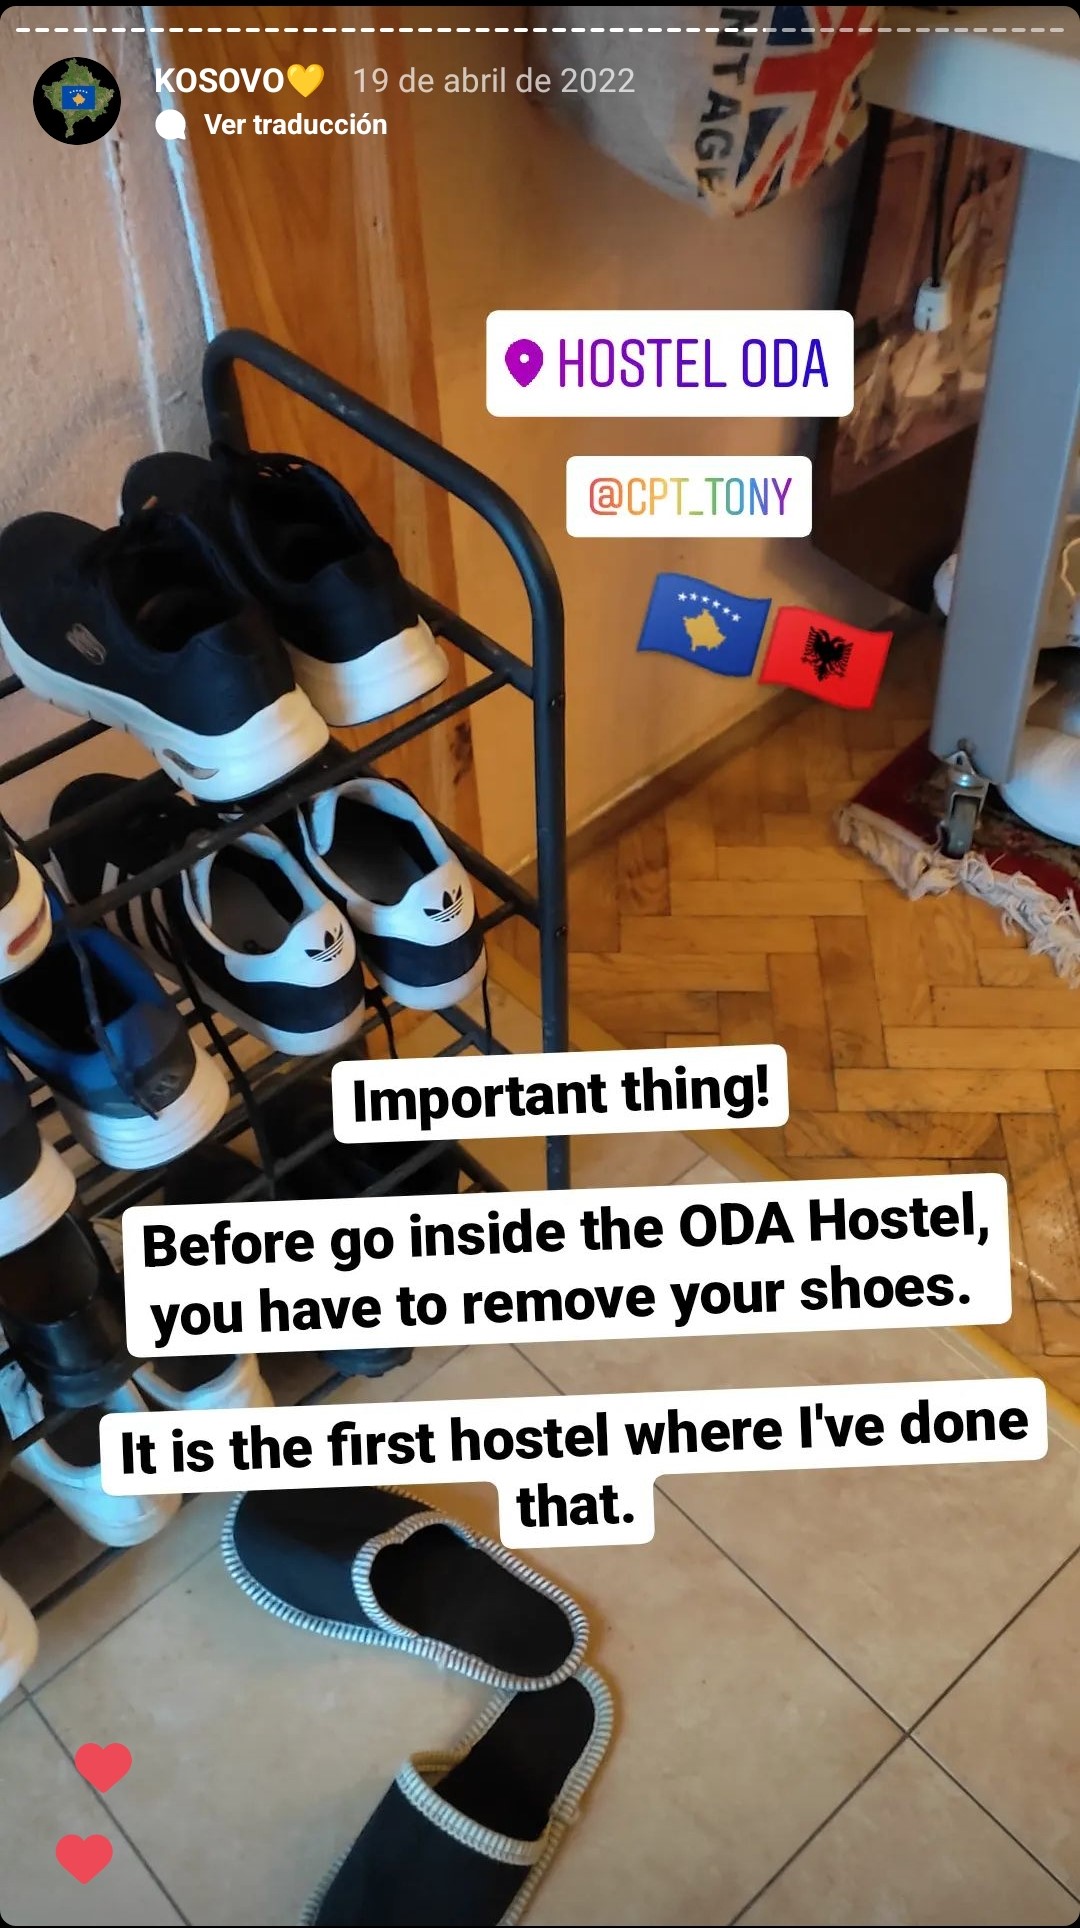 KOSOVO💛 19 de abril de 2022
Ver traducción
NTAGE
HOSTEL ODA
@CPT_TONY
Important thing!
Before go inside the ODA Hostel,
you have to remove your shoes.
It is the first hostel where I've done
that.